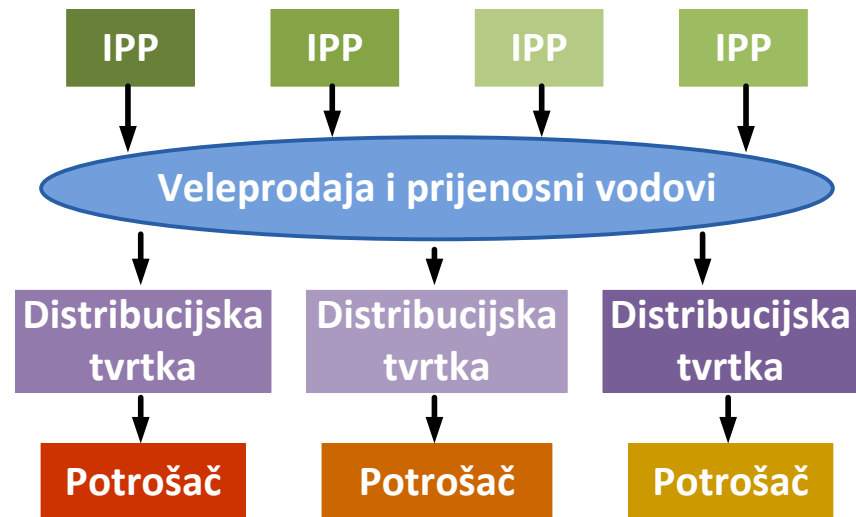 IPP
IPP
IPP
IPP
Veleprodaja i prijenosni vodovi
Distribucijska
tvrtka
Distribucijska
tvrtka
Distribucijska
tvrtka
Potrošač
Potrošač
Potrošač